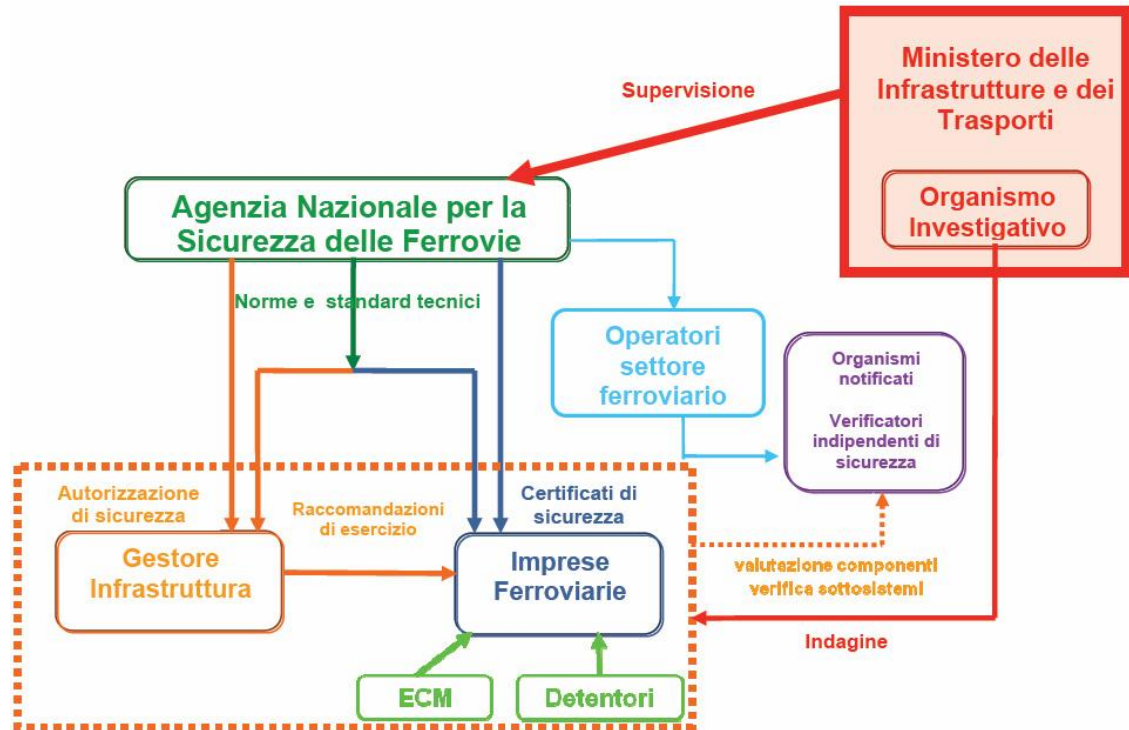 Ministero delle
Infrastrutture e dei
Trasporti
Supervisione
Organismo
Investigativo
Agenzia Nazionale per la
Sicurezza delle Ferrovie
Norme e standard tecnici
Operatori
settore
ferroviario
Organismi
notificati
Verificatori
indipendenti di
sicurezza
Autorizzazione
di sicurezza
Raccomandazioni
di esercizio
Certificati di
sicurezza
Gestore
Infrastruttura
Imprese
Ferroviarie
valutazione componenti
verifica sottosistemi
Indagine
ECM
Detentori